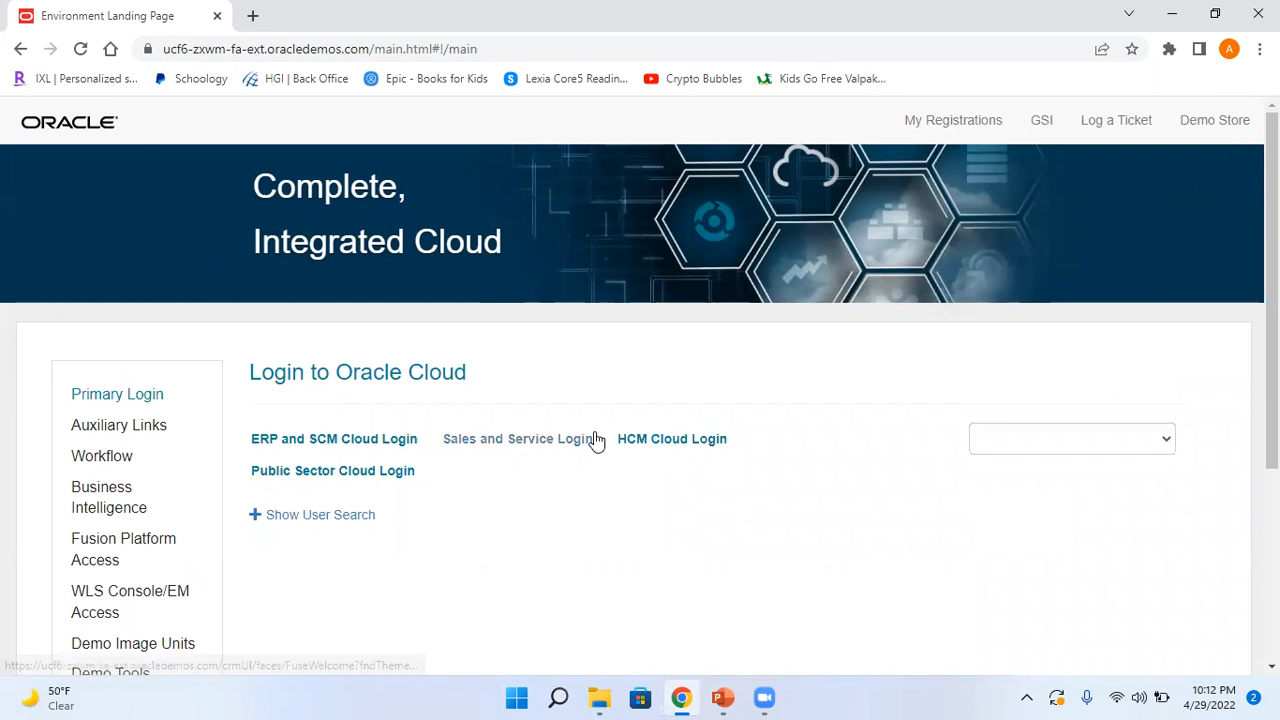 Environment Landing Page
ucf6-zxwm-fa-ext.oracledemos.com/main.html#!/main
A
IXL | Personalized s...
Schoology
HGI | Back Office
Epic - Books for Kids
Lexia Core5 Readin...
Crypto Bubbles
Kids Go Free Valpak...
ORACLE
My Registrations
GSI
Log a Ticket
Demo Store
Complete,
Integrated Cloud
Primary Login
Auxiliary Links
Workflow
Business
Intelligence
Fusion Platform
Access
WLS Console/EM
Access
Demo Image Units
Demo Tools
Login to Oracle Cloud
ERP and SCM Cloud Login
Sales and Service Login
HCM Cloud Login
Public Sector Cloud Login
Show User Search
50°F
Clear
10:12 PM
4/29/2022
2